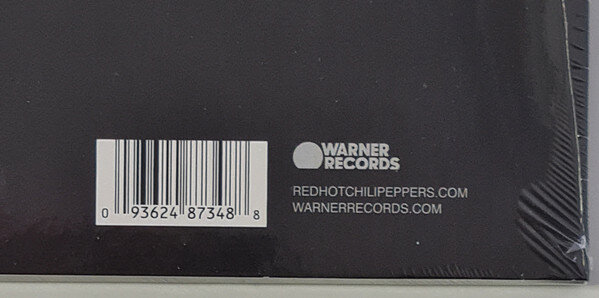 WARNER
RECORDS
REDHOTCHILIPEPPERS.COM
WARNERRECORDS.COM
0 93624 87348 8